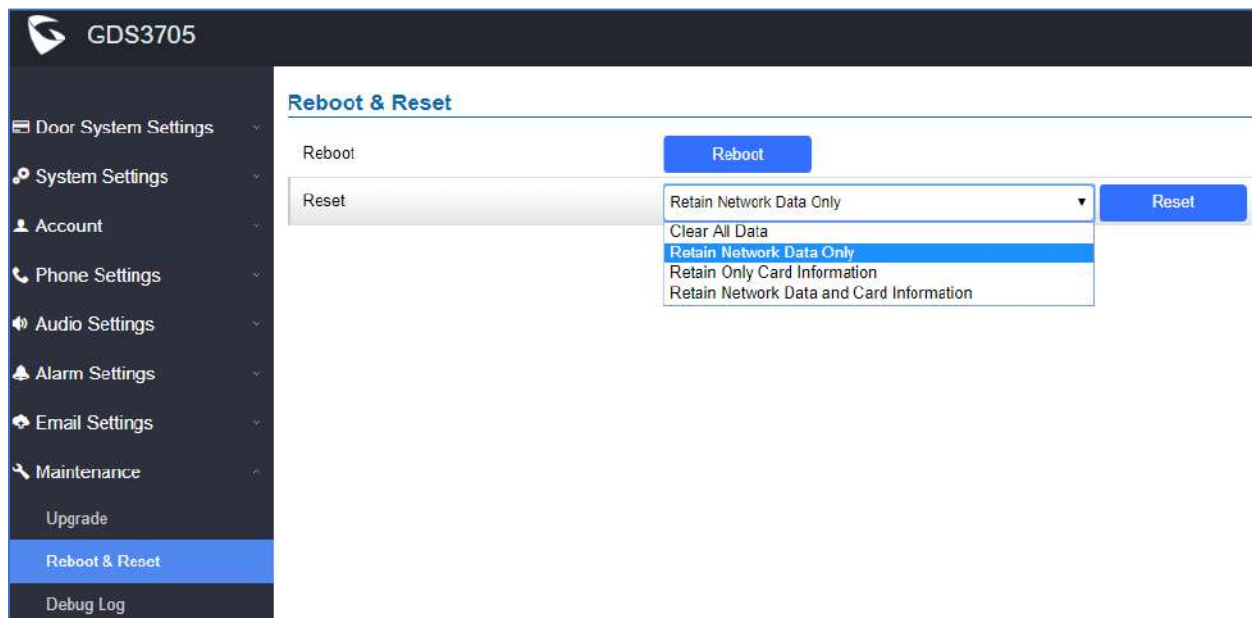 GDS3705
Door System Settings
System Settings
Account
Phone Settings
Audio Settings
Alarm Settings
Email Settings
Maintenance
Upgrade
Reboot & Reset
Debug Log
Reboot & Reset
Reboot
Reboot
Reset
Retain Network Data Only
Reset
Clear All Data
Retain Network Data Only
Retain Only Card Information
Retain Network Data and Card Information